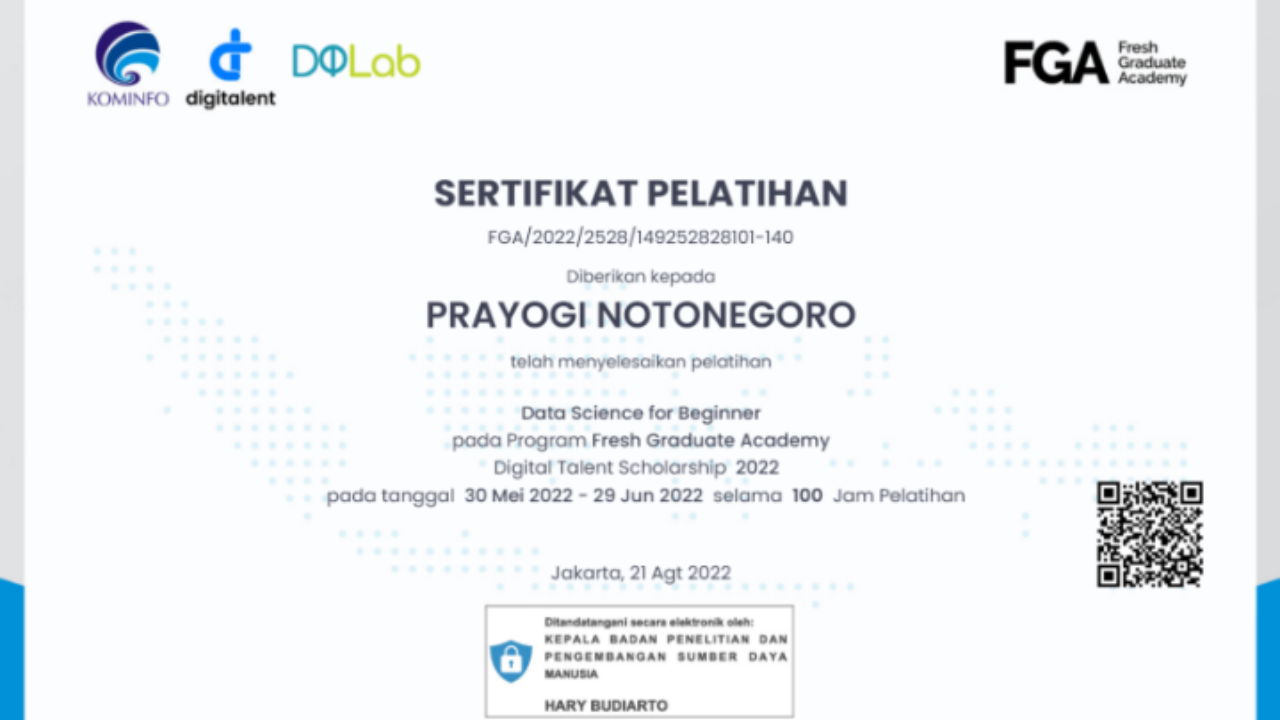 KOMINFO
digitalent
DQLab
FGA Fresh Graduate Academy
SERTIFIKAT PELATIHAN
FGA/2022/2528/149252828101-140
Diberikan kepada
PRAYOGI NOTONEGORO
telah menyelesaikan pelatihan
Data Science for Beginner
pada Program Fresh Graduate Academy
Digital Talent Scholarship 2022
pada tanggal 30 Mei 2022 - 29 Jun 2022 selama 100 Jam Pelatihan
Jakarta, 21 Agt 2022
Ditandatangani secara elektronik oleh:
KEPALA BADAN PENELITIAN DAN
PENGEMBANGAN SUMBER DAYA
MANUSIA
HARY BUDIARTO